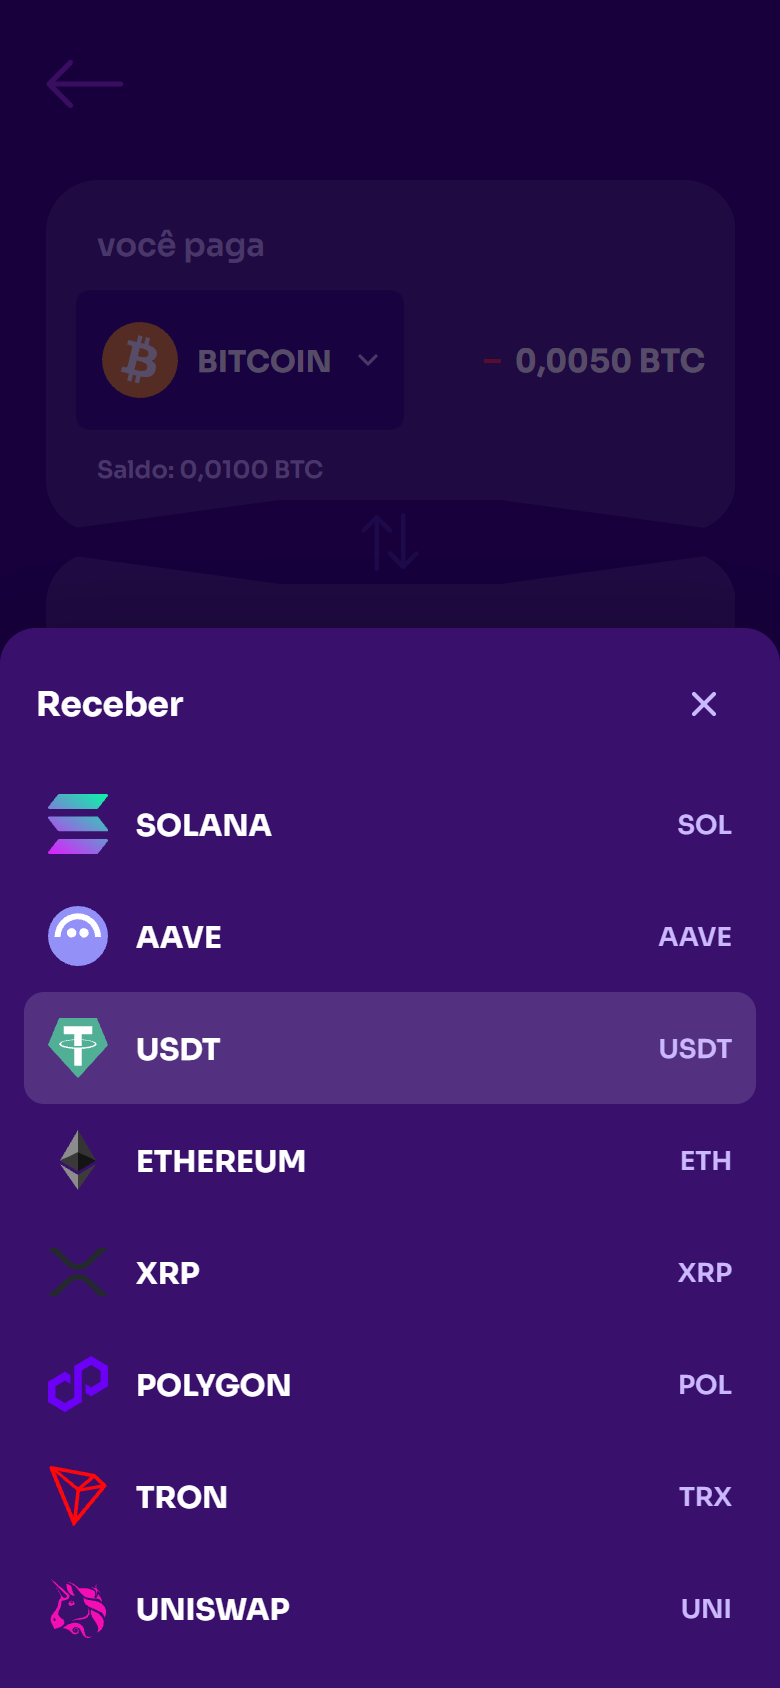 você paga
BITCOIN
− 0,0050 BTC
Saldo: 0,0100 BTC
Receber
SOLANA SOL
AAVE AAVE
USDT USDT
ETHEREUM ETH
XRP XRP
POLYGON POL
TRON TRX
UNISWAP UNI